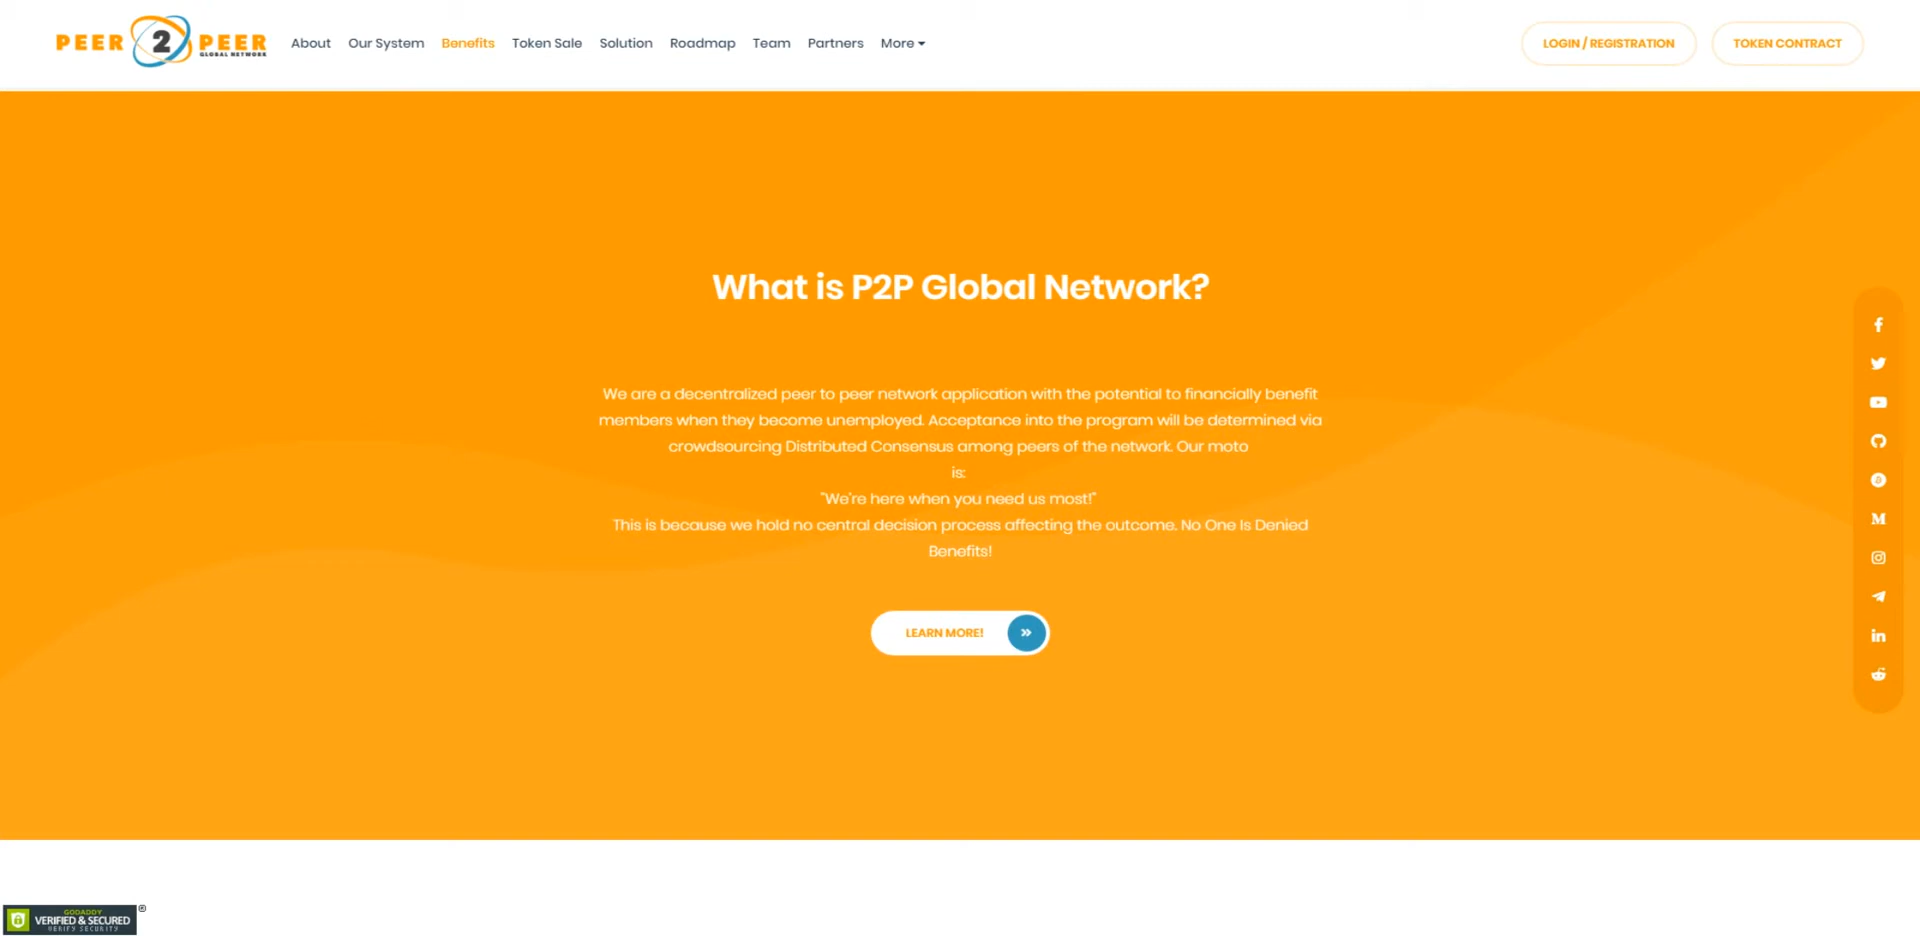 PEER 2 PEER
GLOBAL NETWORK
About Our System Benefits Token Sale Solution Roadmap Team Partners More
LOGIN / REGISTRATION
TOKEN CONTRACT
What is P2P Global Network?
We are a decentralized peer to peer network application with the potential to financially benefit
members when they become unemployed. Acceptance into the program will be determined via
crowdsourcing Distributed Consensus among peers of the network. Our moto
is:
"We're here when you need us most!"
This is because we hold no central decision process affecting the outcome. No One Is Denied
Benefits!
LEARN MORE!
GODADDY
VERIFIED & SECURED
VERIFY SECURITY